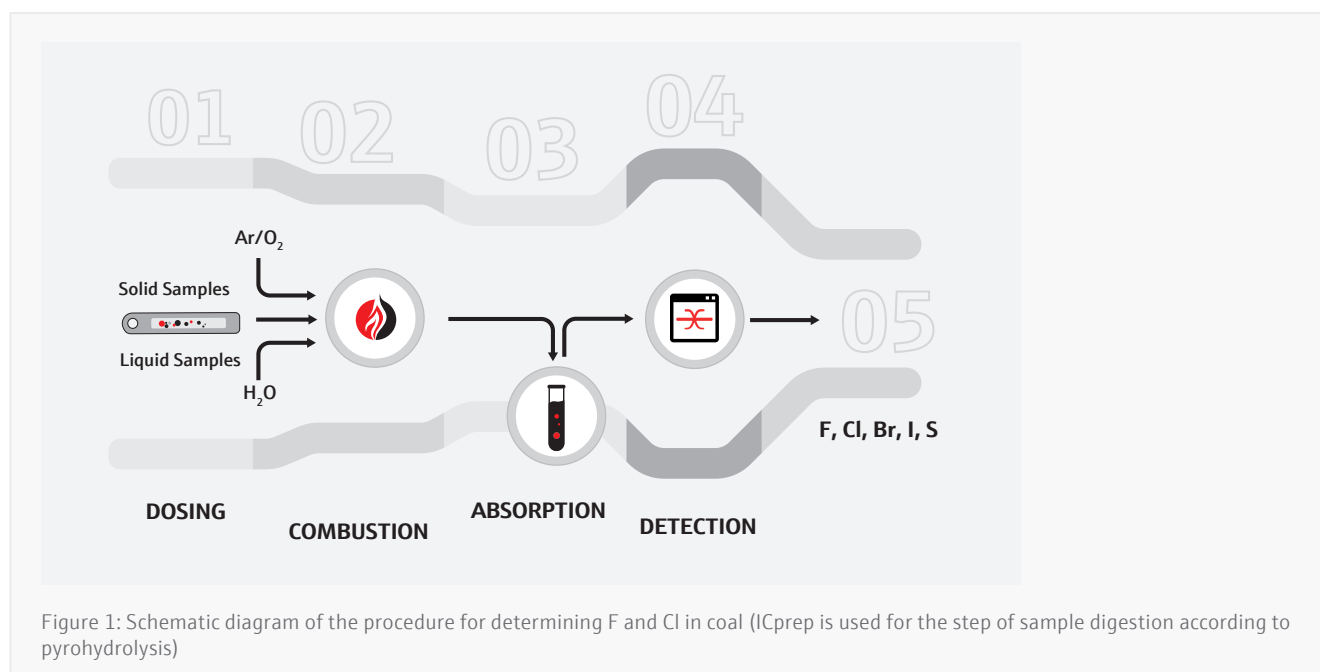 01
02
03
04
Ar/O₂
Solid Samples
Liquid Samples
H₂O
05
F, Cl, Br, I, S
DOSING
COMBUSTION
ABSORPTION
DETECTION
Figure 1: Schematic diagram of the procedure for determining F and Cl in coal (ICprep is used for the step of sample digestion according to
pyrohydrolysis)